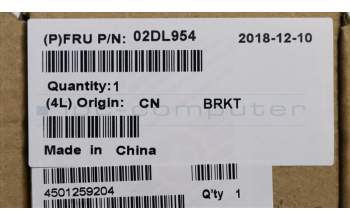 (P)FRU P/N: 02DL954 2018-12-10
Quantity:1
(4L) Origin: CN BRKT
Made in China
4501259204 Q'ty 1